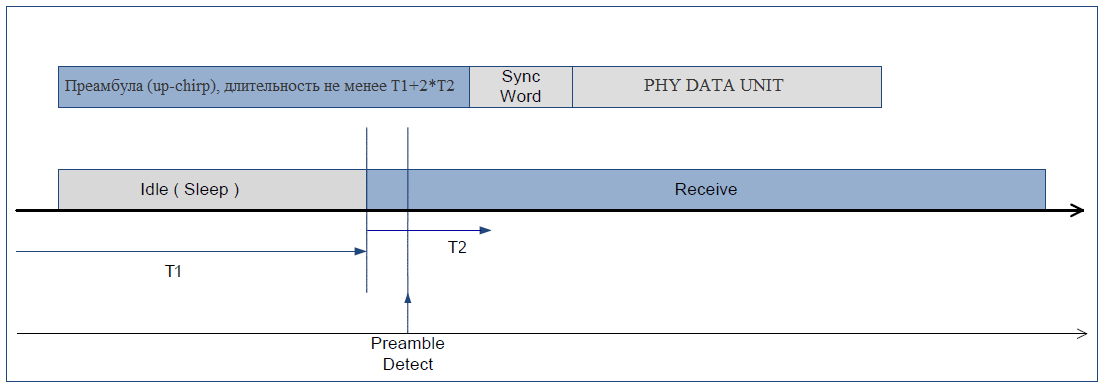 Преамбула (up-chirp), длительность не менее T1+2*T2
Sync
Word
PHY DATA UNIT
Idle ( Sleep )
Receive
T2
T1
Preamble
Detect